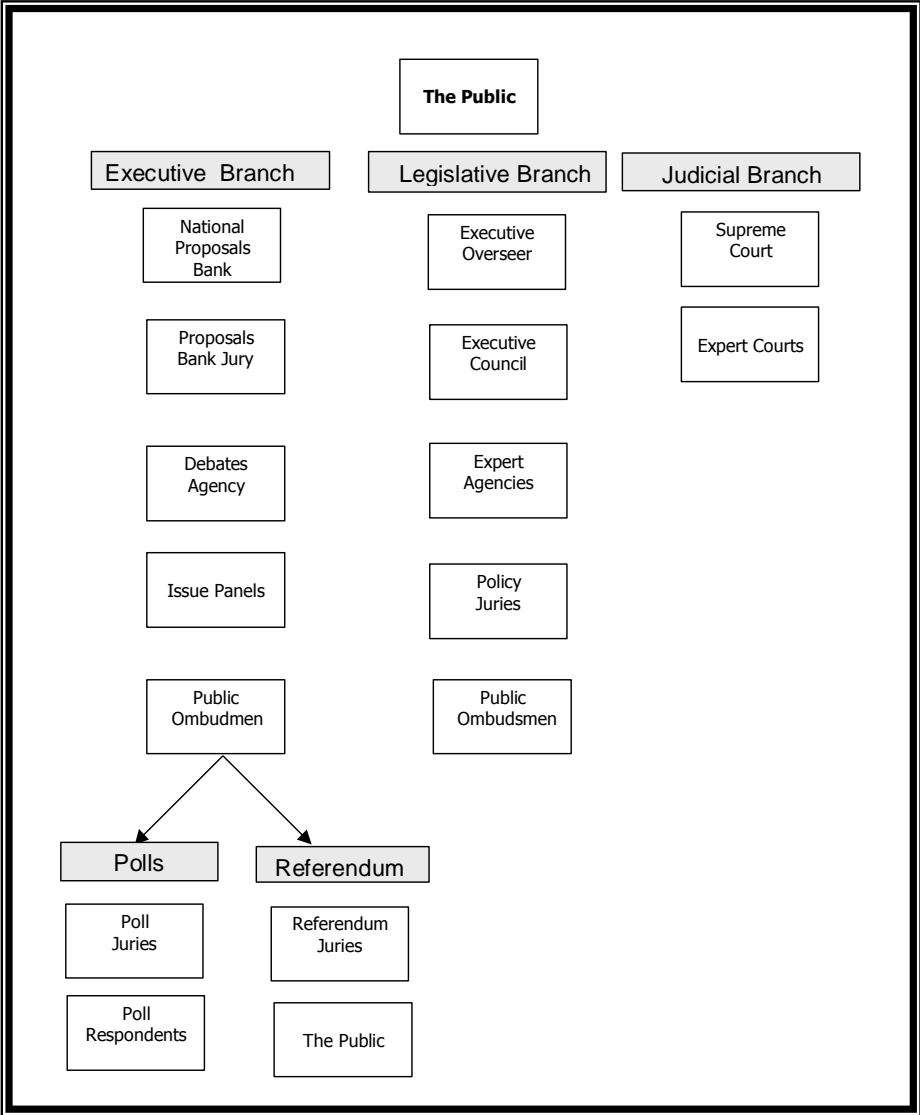 The Public
Executive Branch
Legislative Branch
Judicial Branch
National
Proposals
Bank
Executive
Overseer
Supreme
Court
Proposals
Bank Jury
Executive
Council
Expert Courts
Debates
Agency
Expert
Agencies
Issue Panels
Policy
Juries
Public
Ombudmen
Public
Ombudsmen
Polls
Referendum
Poll
Juries
Referendum
Juries
Poll
Respondents
The Public